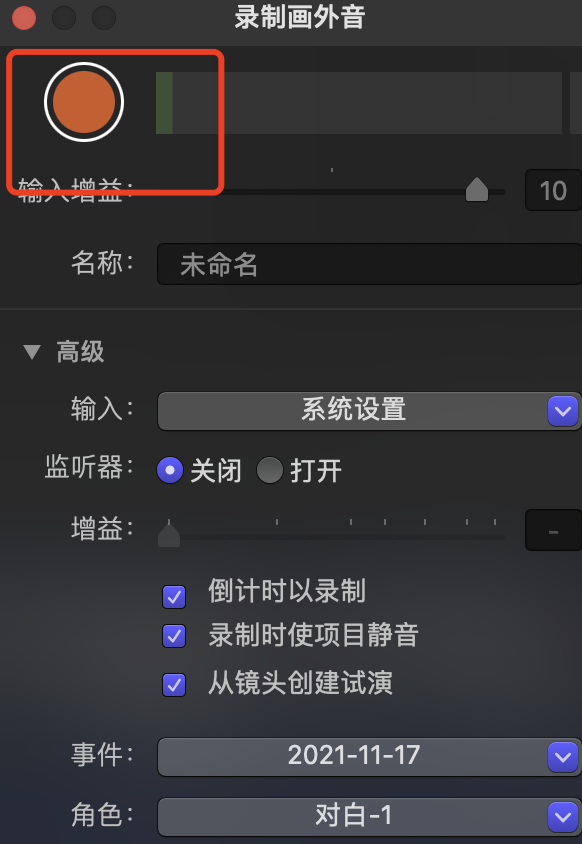 录制画外音
输入增益：
10
名称：
未命名
高级
输入：
系统设置
监听器：
关闭
打开
增益：
-
倒计时以录制
录制时使项目静音
从镜头创建试演
事件：
2021-11-17
角色：
对白-1